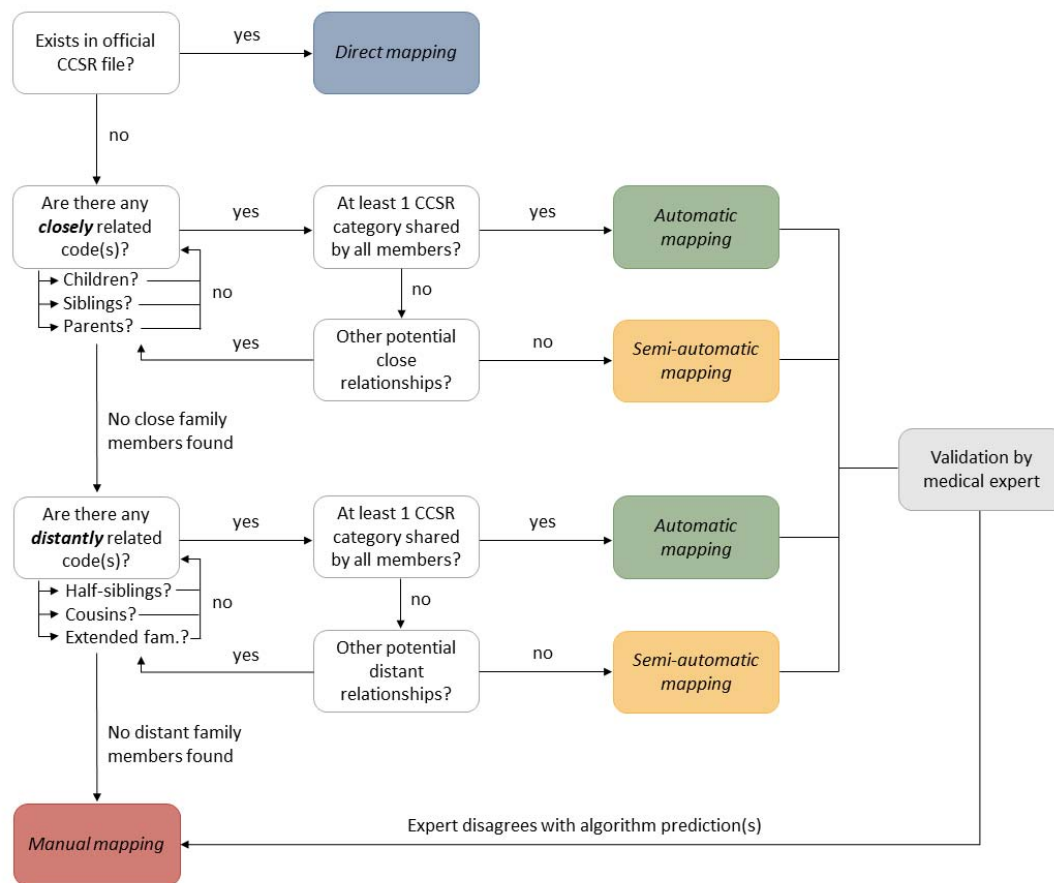 Exists in official
CCSR file?
yes
Direct mapping
no
Are there any
closely related
code(s)?
yes
At least 1 CCSR
category shared
by all members?
yes
Automatic
mapping
Children?
Siblings?
Parents?
no
no
yes
Other potential
close
relationships?
no
Semi-automatic
mapping
No close family
members found
Validation by
medical expert
Are there any
distantly related
code(s)?
yes
At least 1 CCSR
category shared
by all members?
yes
Automatic
mapping
Half-siblings?
Cousins?
Extended fam.?
no
no
yes
Other potential
distant
relationships?
no
Semi-automatic
mapping
No distant family
members found
Manual mapping
Expert disagrees with algorithm prediction(s)